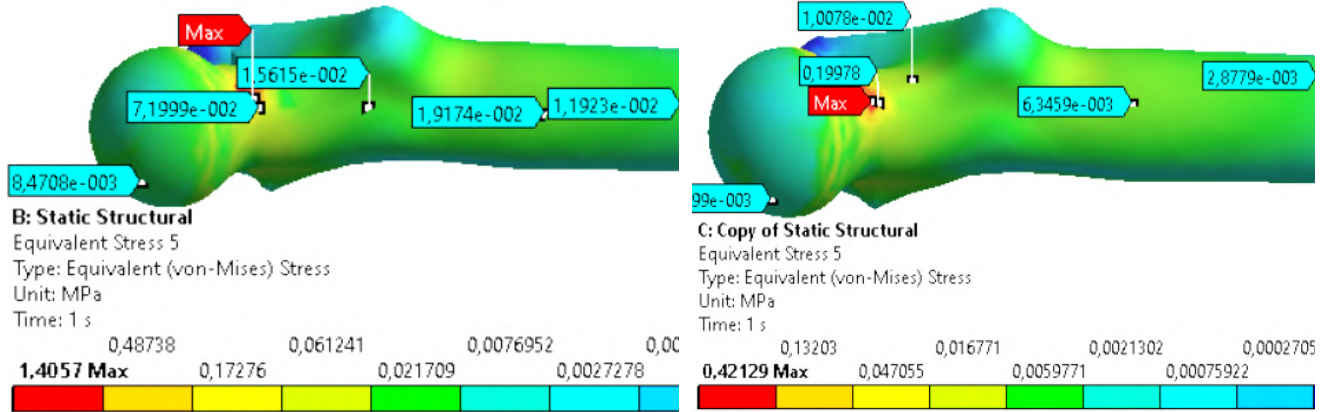 Max
1,5615e-002
7,1999e-002
1,9174e-002
1,1923e-002
8,4708e-003
B: Static Structural
Equivalent Stress 5
Type: Equivalent (von-Mises) Stress
Unit: MPa
Time: 1 s
0,48738 0,061241 0,0076952 0,00
1,4057 Max 0,17276 0,021709 0,0027278
1,0078e-002
0,19978
2,8779e-003
Max
6,3459e-003
99e-003
C: Copy of Static Structural
Equivalent Stress 5
Type: Equivalent (von-Mises) Stress
Unit: MPa
Time: 1 s
0,13203 0,016771 0,0021302 0,0002705
0,42129 Max 0,047055 0,0059771 0,00075922